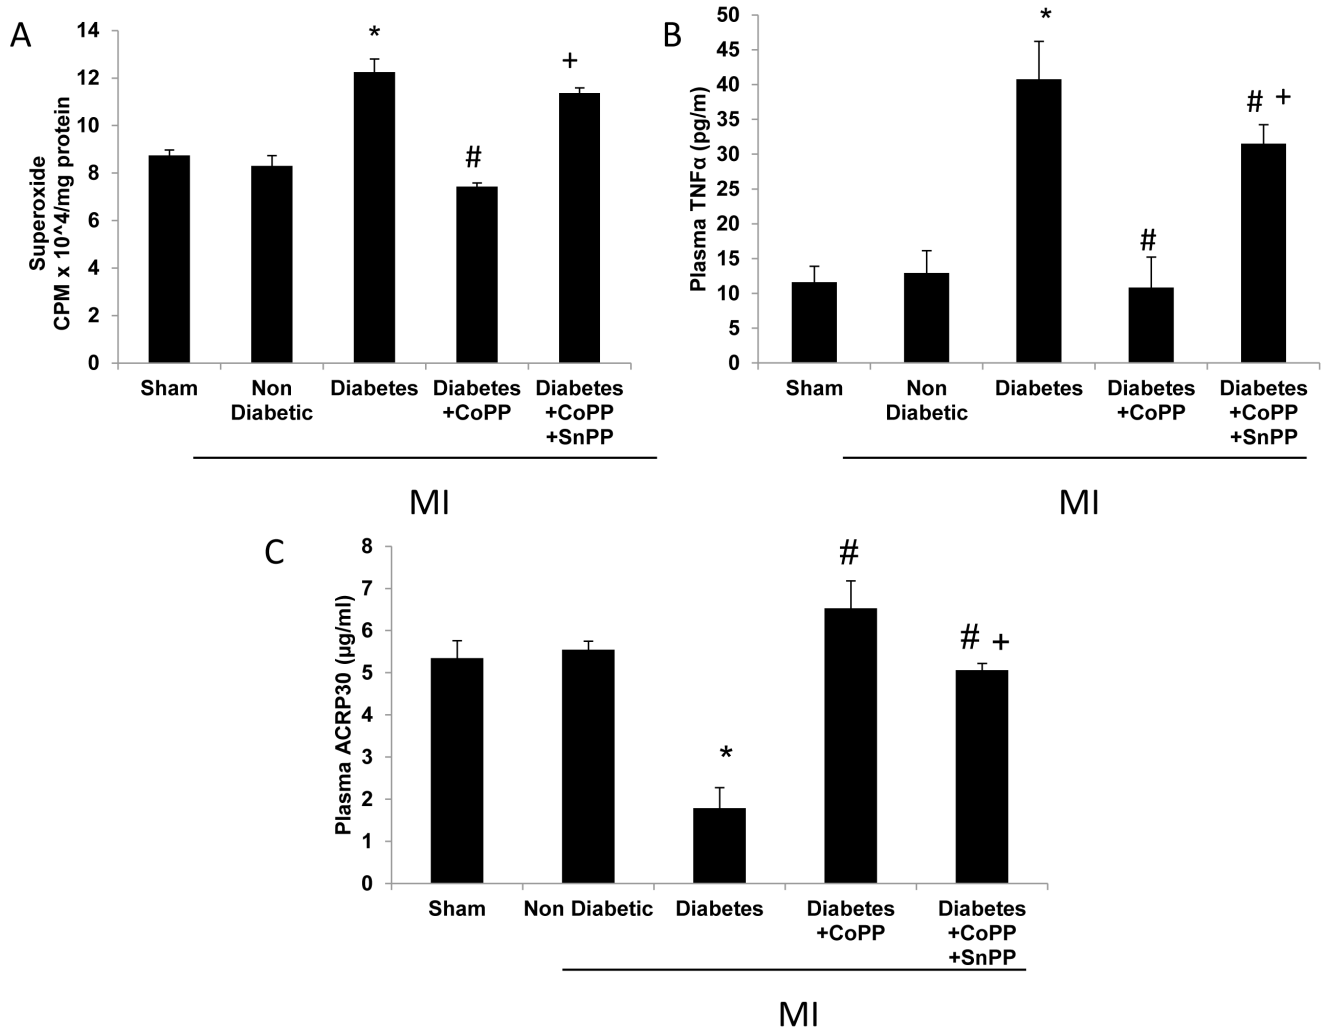 A
Superoxide
CPM x 10^4/mg protein
14
12
10
8
6
4
2
0
*
#
+
Sham
Non
Diabetic
Diabetes
Diabetes
+CoPP
Diabetes
+CoPP
+SnPP
MI
B
Plasma TNFα (pg/m)
50
45
40
35
30
25
20
15
10
5
0
*
#
# +
Sham
Non
Diabetic
Diabetes
Diabetes
+CoPP
Diabetes
+CoPP
+SnPP
MI
C
Plasma ACRP30 (µg/ml)
8
7
6
5
4
3
2
1
0
*
#
# +
Sham
Non Diabetic
Diabetes
Diabetes
+CoPP
Diabetes
+CoPP
+SnPP
MI